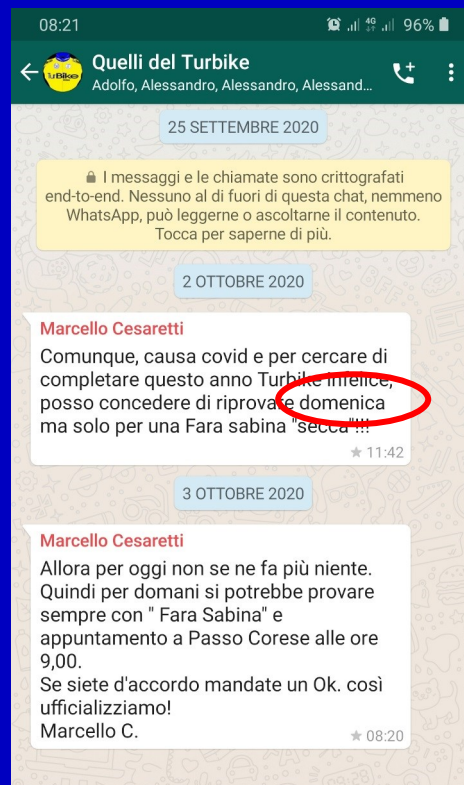 08:21
4G
96%
Quelli del Turbike
TurBike
Adolfo, Alessandro, Alessandro, Alessand...
25 SETTEMBRE 2020
I messaggi e le chiamate sono crittografati
end-to-end. Nessuno al di fuori di questa chat, nemmeno
WhatsApp, può leggerne o ascoltarne il contenuto.
Tocca per saperne di più.
2 OTTOBRE 2020
Marcello Cesaretti
Comunque, causa covid e per cercare di
completare questo anno Turbike infelice,
posso concedere di riprovare domenica
ma solo per una Fara sabina "secca"!!!
★ 11:42
3 OTTOBRE 2020
Marcello Cesaretti
Allora per oggi non se ne fa più niente.
Quindi per domani si potrebbe provare
sempre con " Fara Sabina" e
appuntamento a Passo Corese alle ore
9,00.
Se siete d'accordo mandate un Ok. così
ufficializziamo!
Marcello C.
★ 08:20